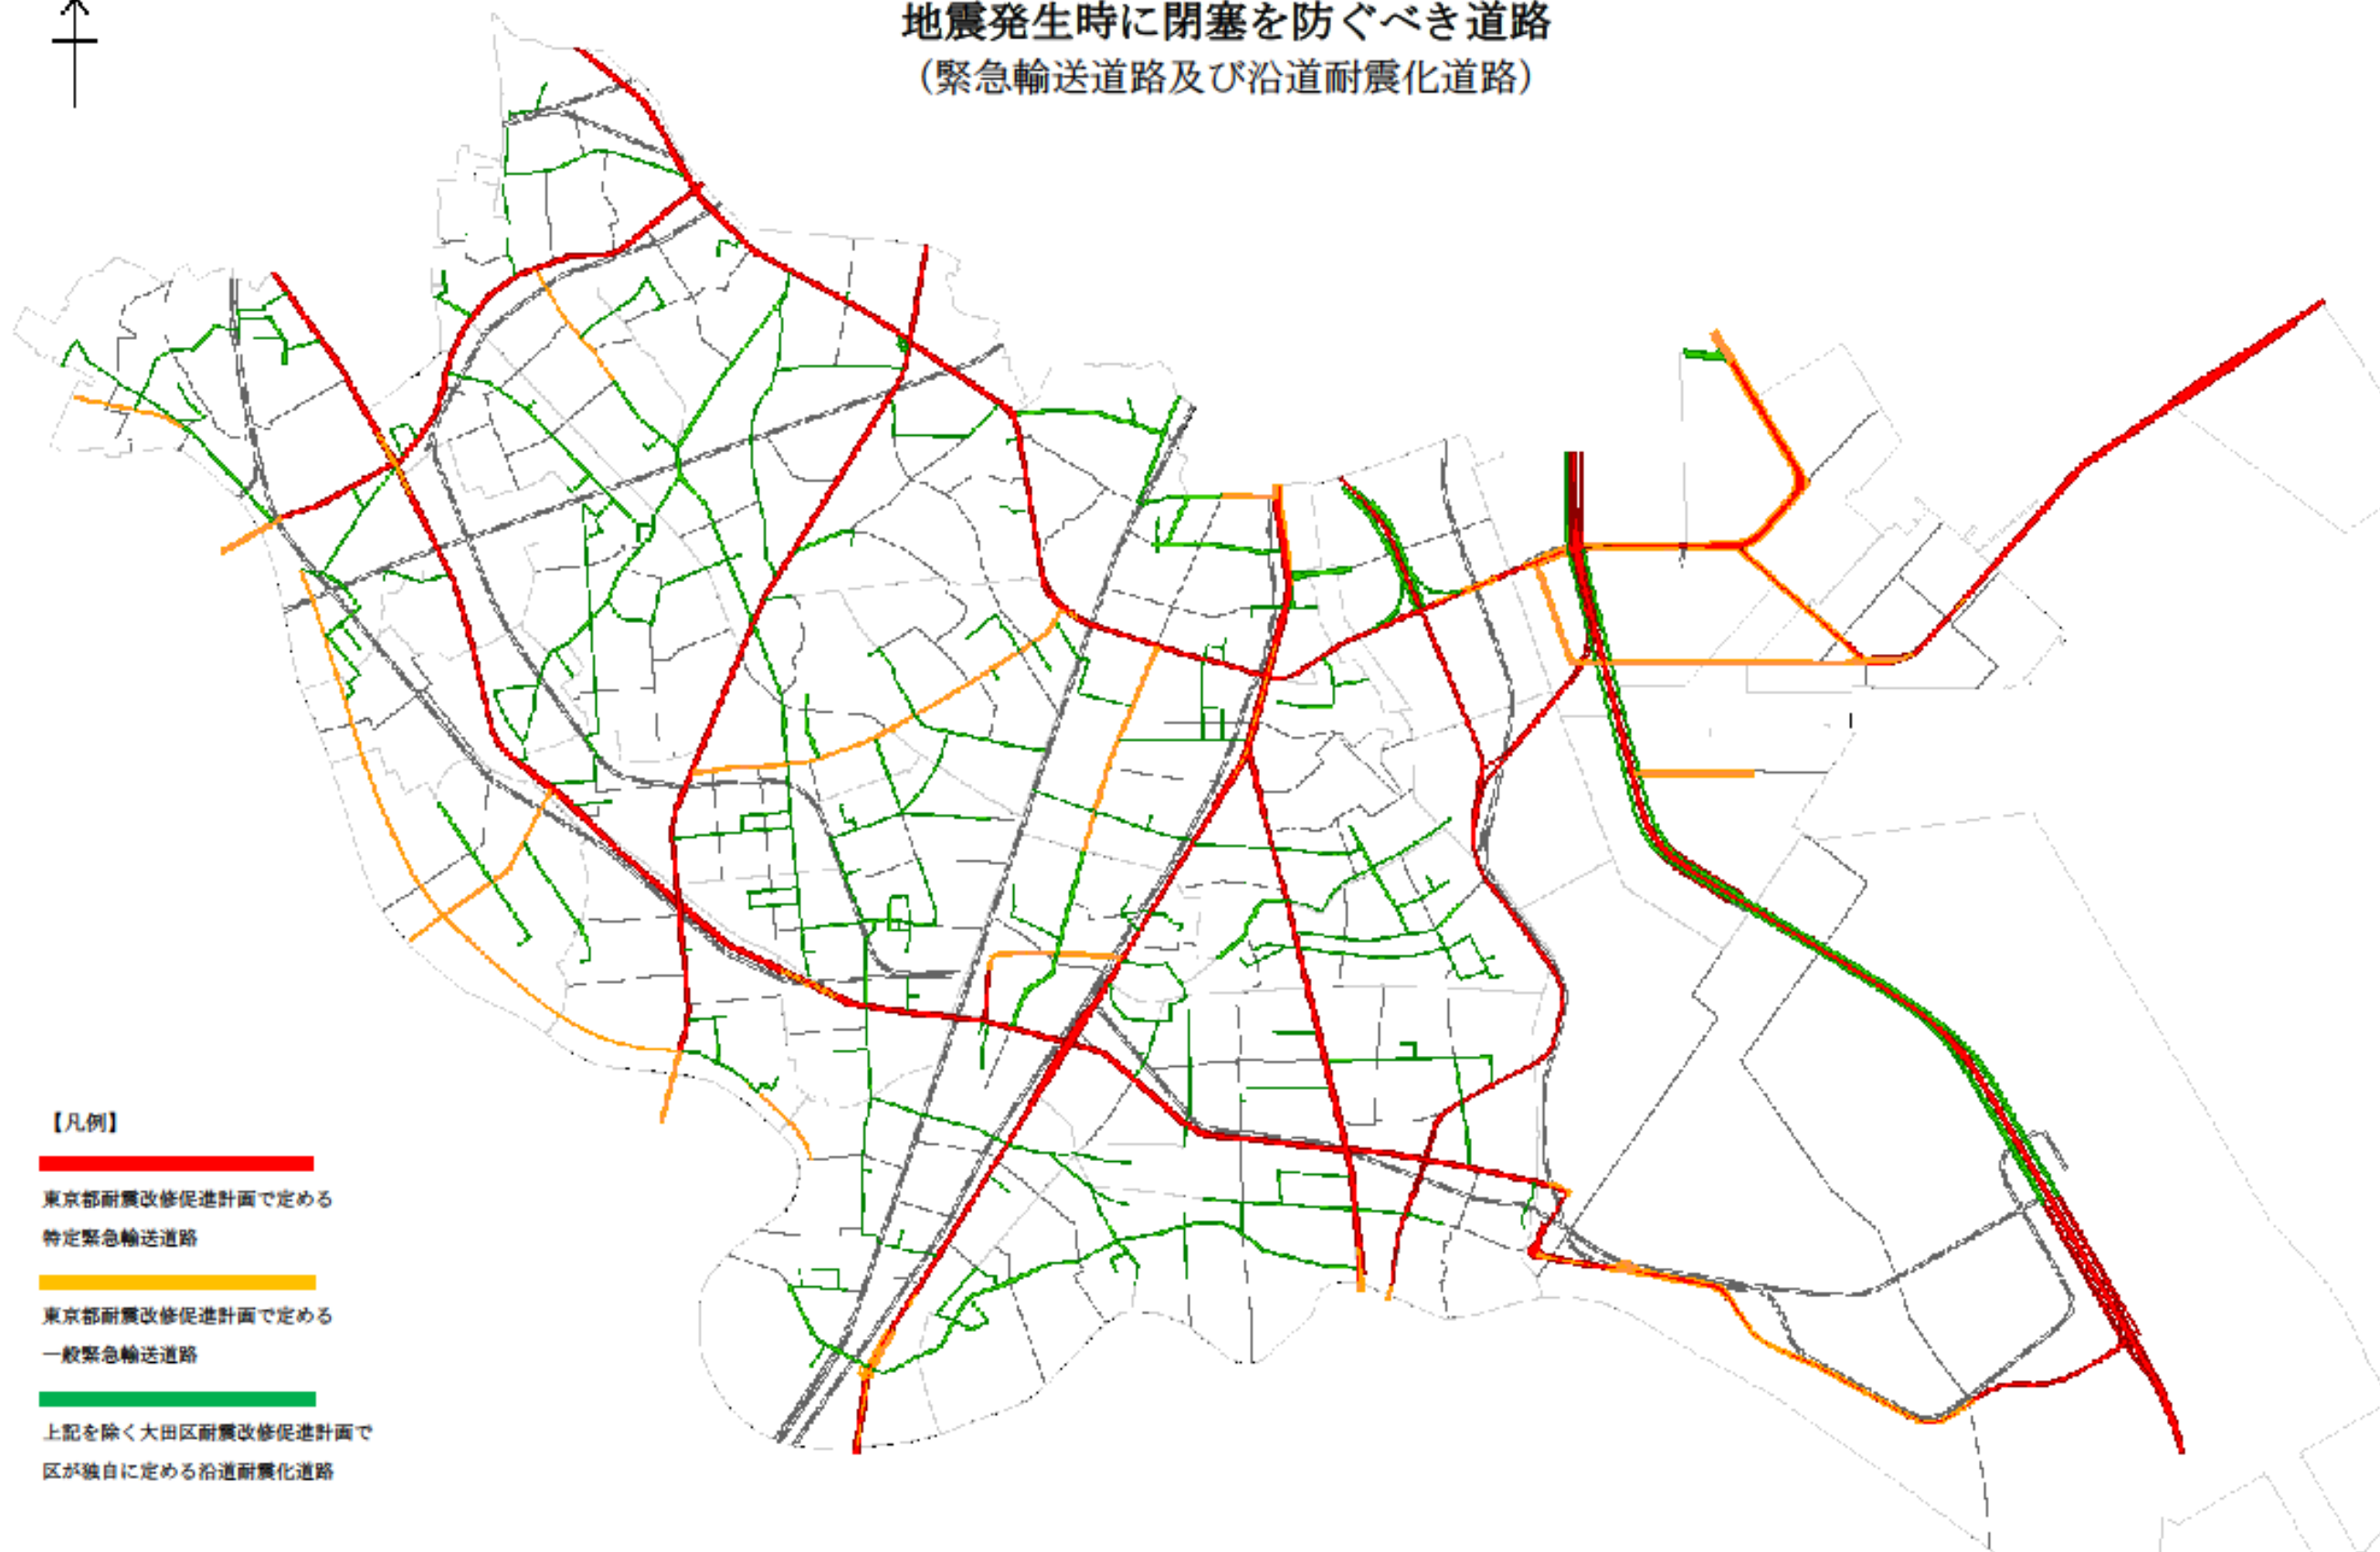 地震発生時に閉塞を防ぐべき道路
（緊急輸送道路及び沿道耐震化道路）
【凡例】
東京都耐震改修促進計画で定める
特定緊急輸送道路
東京都耐震改修促進計画で定める
一般緊急輸送道路
上記を除く大田区耐震改修促進計画で
区が独自に定める沿道耐震化道路